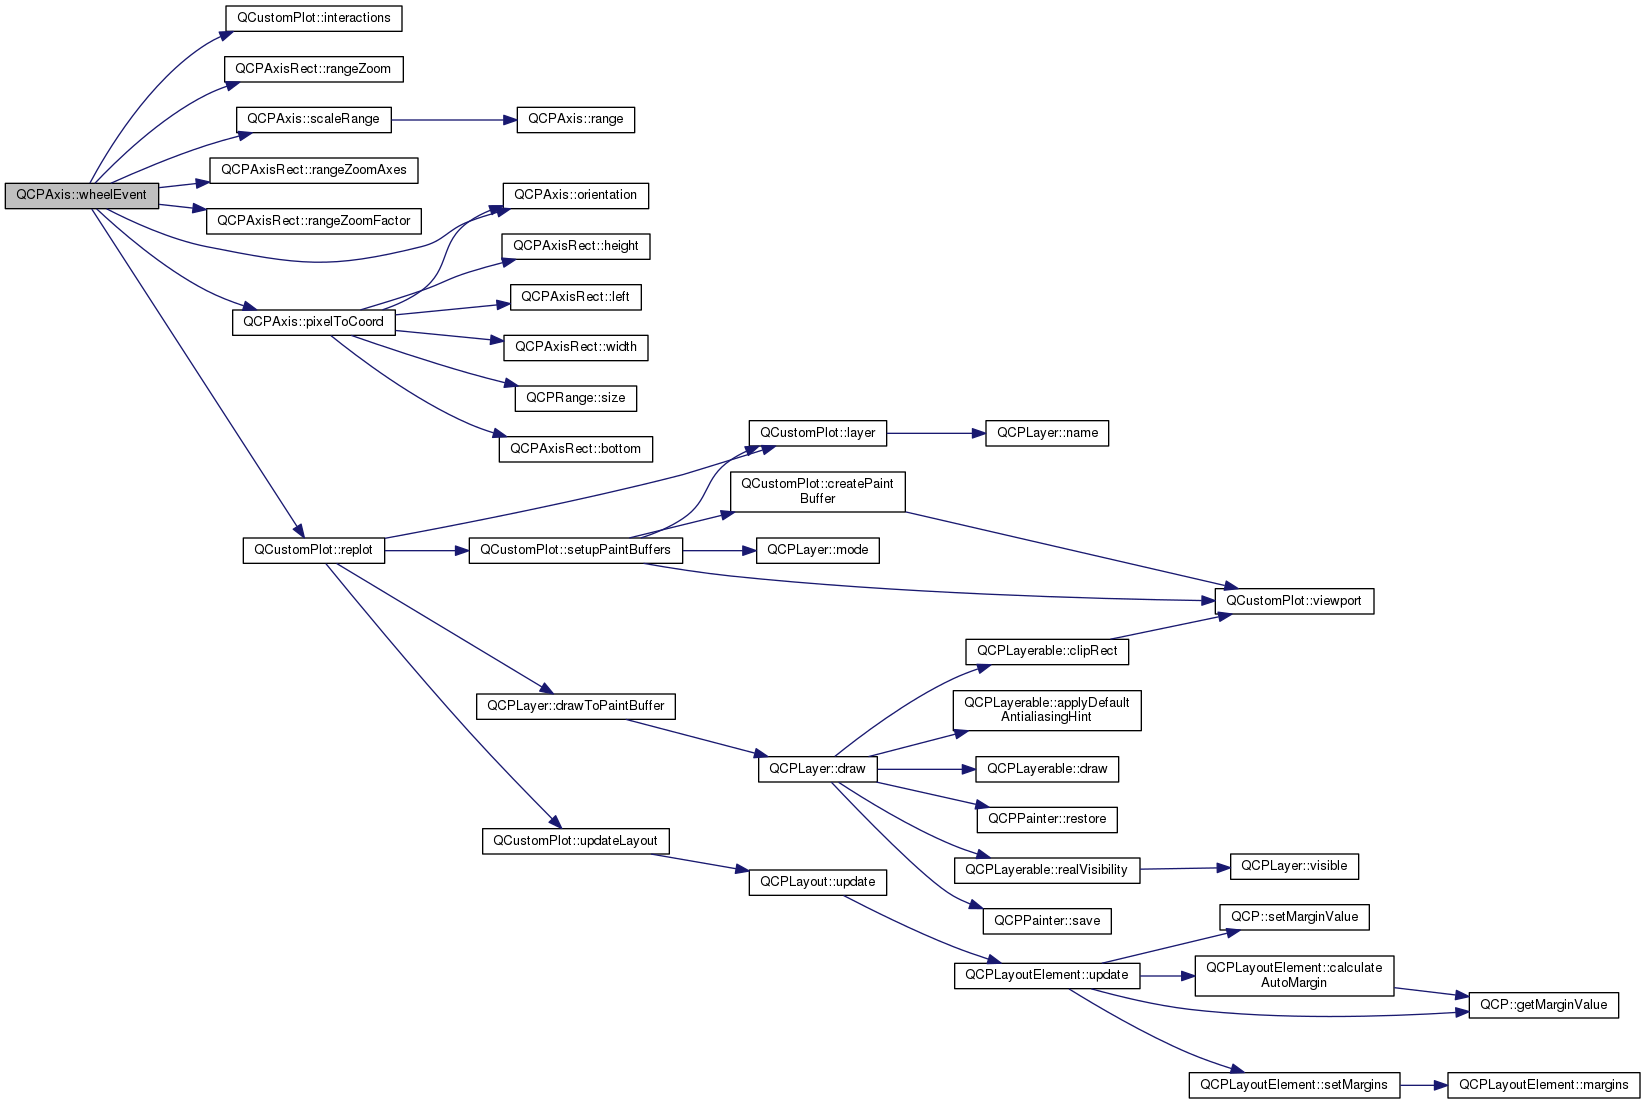 QCustomPlot::interactions
QCPAxisRect::rangeZoom
QCPAxis::scaleRange
QCPAxis::range
QCPAxisRect::rangeZoomAxes
QCPAxis::wheelEvent
QCPAxis::orientation
QCPAxisRect::rangeZoomFactor
QCPAxisRect::height
QCPAxisRect::left
QCPAxis::pixelToCoord
QCPAxisRect::width
QCPRange::size
QCPAxisRect::bottom
QCustomPlot::layer
QCPLayer::name
QCustomPlot::createPaint
Buffer
QCustomPlot::replot
QCustomPlot::setupPaintBuffers
QCPLayer::mode
QCustomPlot::viewport
QCPLayerable::clipRect
QCPLayer::drawToPaintBuffer
QCPLayerable::applyDefault
AntialiasingHint
QCPLayer::draw
QCPLayerable::draw
QCPPainter::restore
QCustomPlot::updateLayout
QCPLayerable::realVisibility
QCPLayer::visible
QCPLayout::update
QCPPainter::save
QCP::setMarginValue
QCPLayoutElement::update
QCPLayoutElement::calculate
AutoMargin
QCP::getMarginValue
QCPLayoutElement::setMargins
QCPLayoutElement::margins